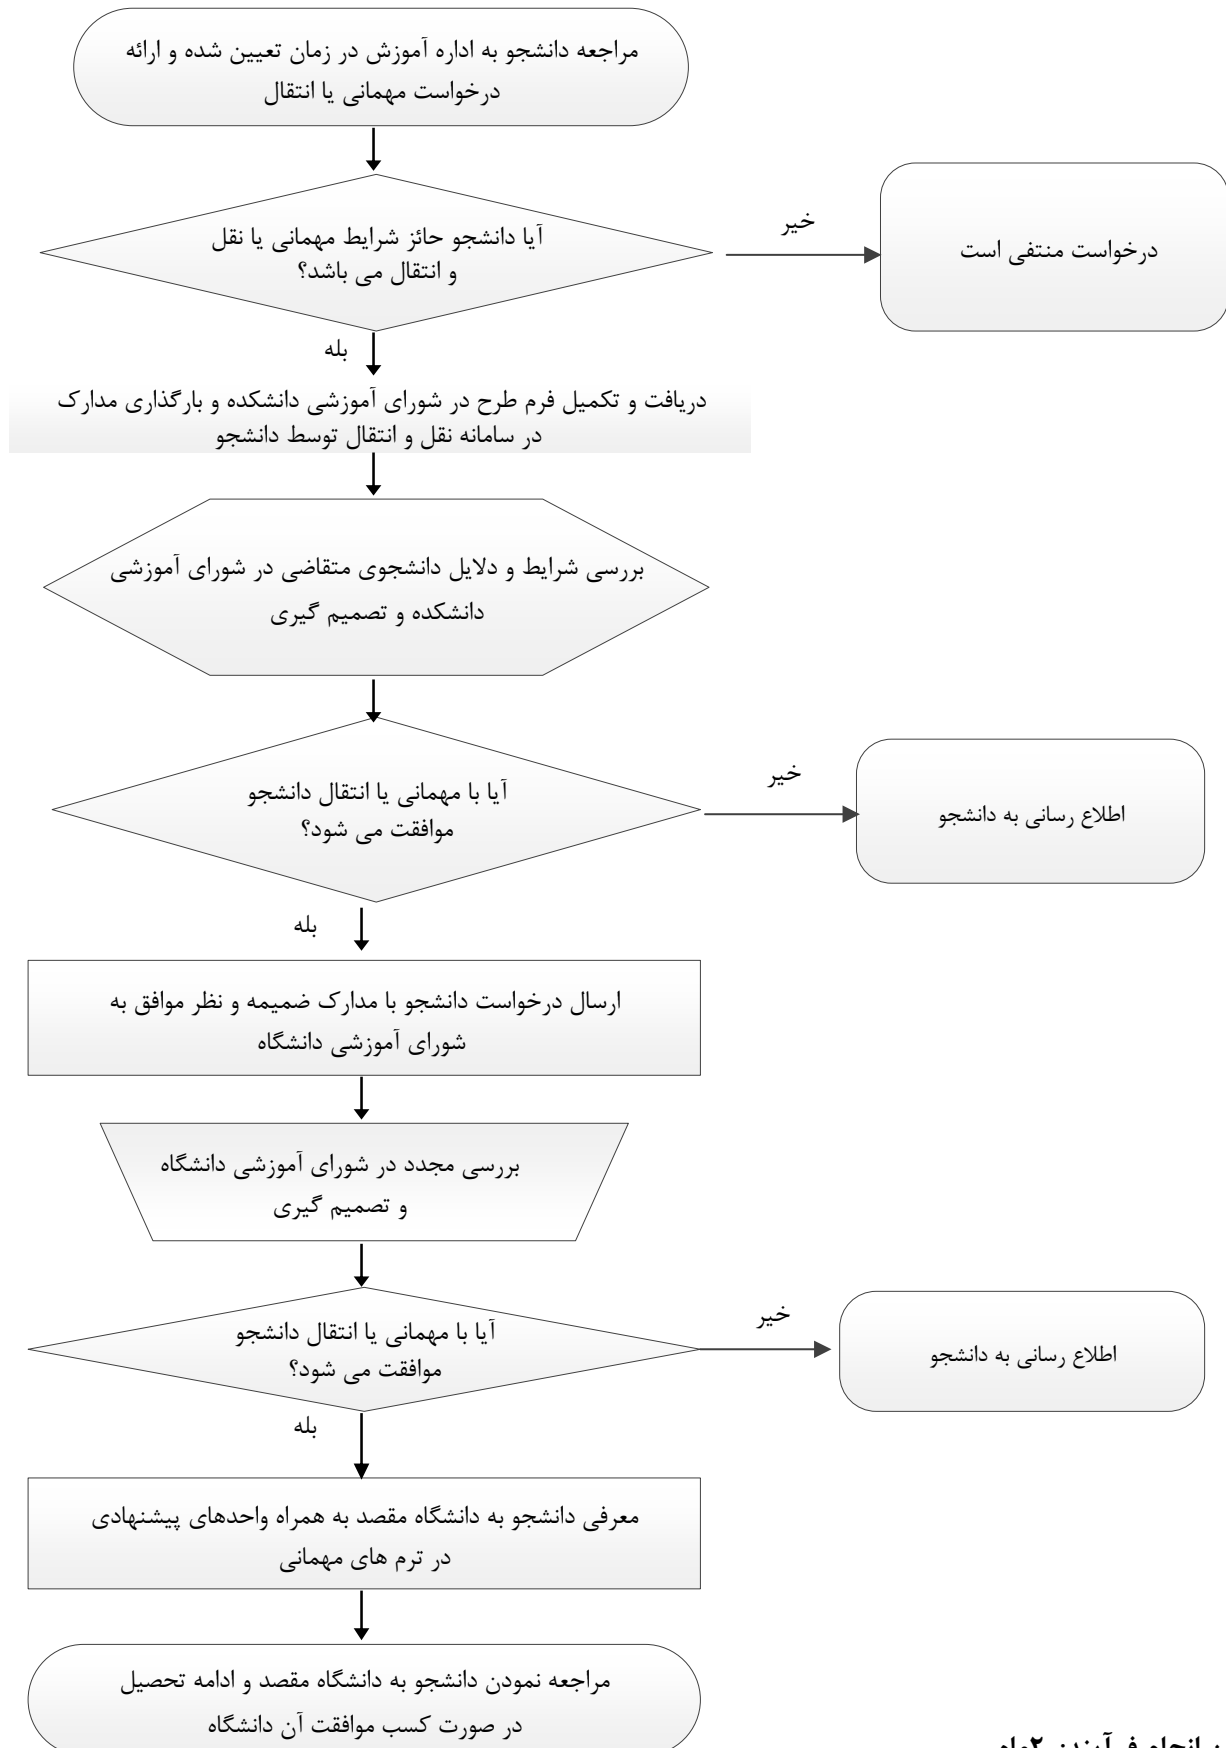 مراجعه دانشجو به اداره آموزش در زمان تعیین شده و ارائه
درخواست مهمانی یا انتقال
آیا دانشجو حائز شرایط مهمانی یا نقل
و انتقال می باشد؟
خیر
درخواست منتفی است
بله
دریافت و تکمیل فرم طرح در شورای آموزشی دانشکده و بارگذاری مدارک
در سامانه نقل و انتقال توسط دانشجو
بررسی شرایط و دلایل دانشجوی متقاضی در شورای آموزشی
دانشکده و تصمیم گیری
آیا با مهمانی یا انتقال دانشجو
موافقت می شود؟
خیر
اطلاع رسانی به دانشجو
بله
ارسال درخواست دانشجو با مدارک ضمیمه و نظر موافق به
شورای آموزشی دانشگاه
بررسی مجدد در شورای آموزشی دانشگاه
و تصمیم گیری
آیا با مهمانی یا انتقال دانشجو
موافقت می شود؟
خیر
اطلاع رسانی به دانشجو
بله
معرفی دانشجو به دانشگاه مقصد به همراه واحدهای پیشنهادی
در ترم های مهمانی
مراجعه نمودن دانشجو به دانشگاه مقصد و ادامه تحصیل
در صورت کسب موافقت آن دانشگاه